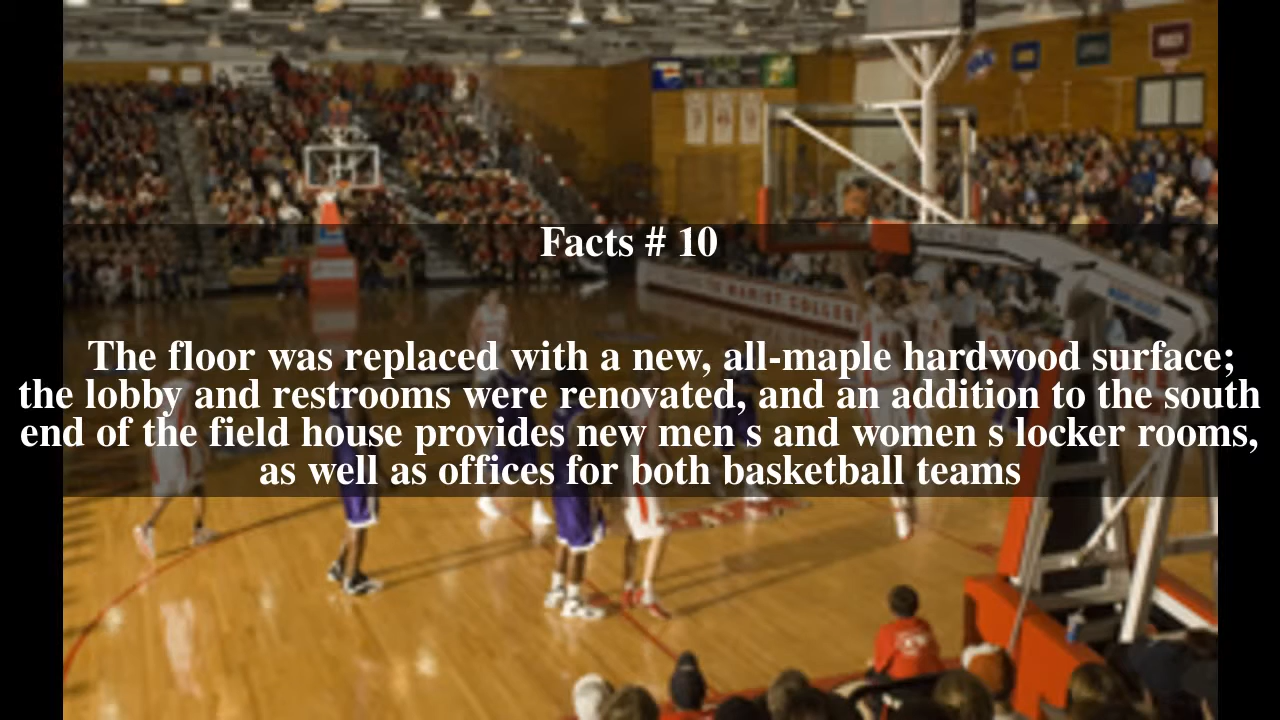 Facts # 10
The floor was replaced with a new, all-maple hardwood surface;
the lobby and restrooms were renovated, and an addition to the south
end of the field house provides new men s and women s locker rooms,
as well as offices for both basketball teams
MARIST COLLEGE